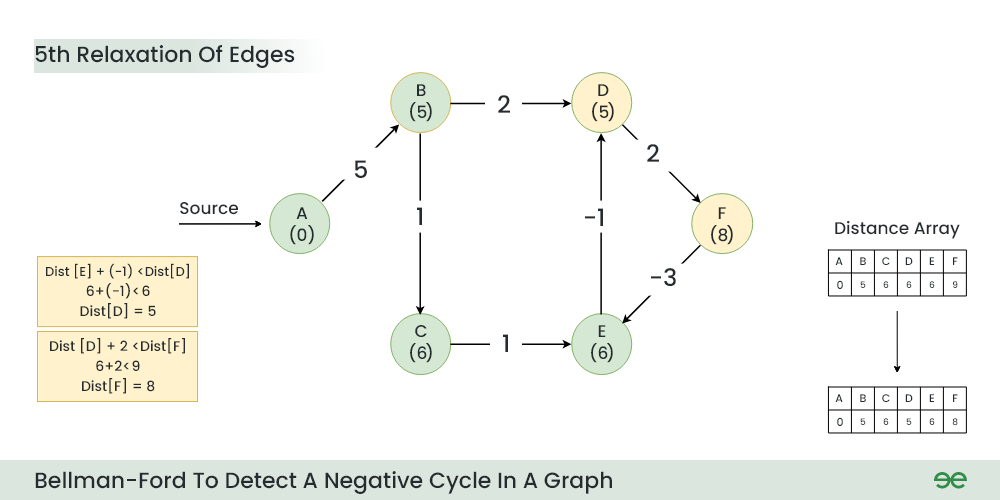 5th Relaxation Of Edges
B
(5)
2
D
(5)
5
2
Source
A
(0)
1
-1
F
(8)
-3
C
(6)
1
E
(6)
Dist [E] + (-1) <Dist[D]
6+(-1)< 6
Dist[D] = 5
Dist [D] + 2 <Dist[F]
6+2< 9
Dist[F] = 8
Distance Array
A B C D E F
0 5 6 6 6 9
A B C D E F
0 5 6 5 6 8
Bellman-Ford To Detect A Negative Cycle In A Graph